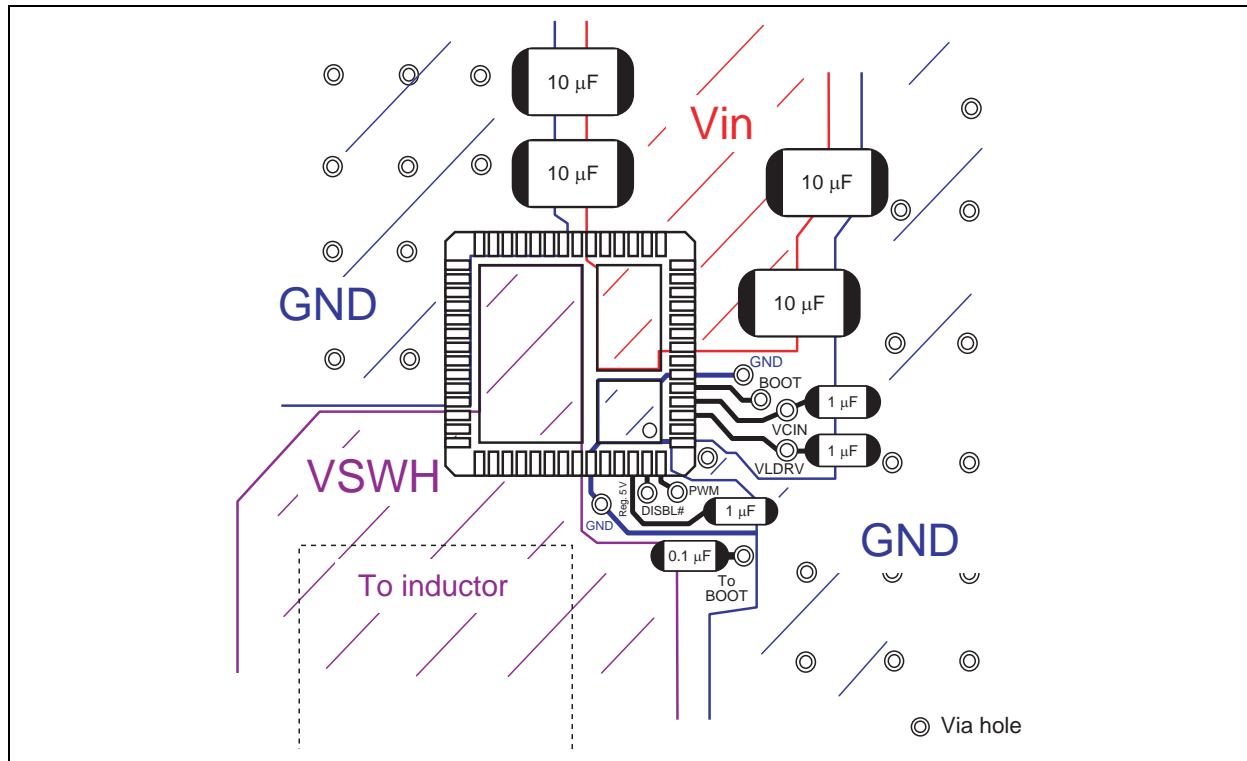 10 μF
Vin
10 μF
10 μF
GND
10 μF
GND
BOOT
1 μF
VCIN
1 μF
VLDRV
VSWH
Reg. 5 V
PWM
DISBL#
1 μF
GND
GND
0.1 μF
To
BOOT
To inductor
Via hole